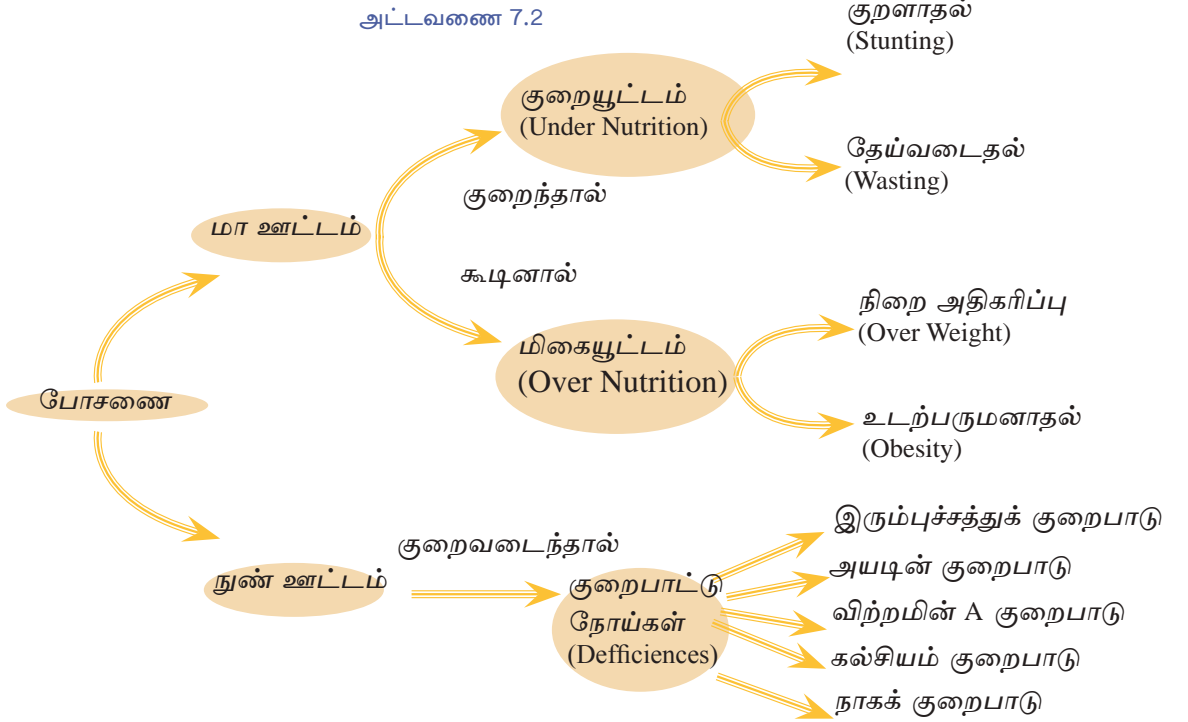 அட்டவணை 7.2
குறளாதல்
(Stunting)
குறையூட்டம்
(Under Nutrition)
தேய்வடைதல்
(Wasting)
குறைந்தால்
மா ஊட்டம்
கூடினால்
நிறை அதிகரிப்பு
(Over Weight)
மிகையூட்டம்
(Over Nutrition)
போசணை
உடற்பருமனாதல்
(Obesity)
இரும்புச்சத்துக் குறைபாடு
குறைவடைந்தால்
அயடின் குறைபாடு
நுண் ஊட்டம்
குறைபாட்டு
நோய்கள்
(Defficiences)
விற்றமின் A குறைபாடு
கல்சியம் குறைபாடு
நாகக் குறைபாடு